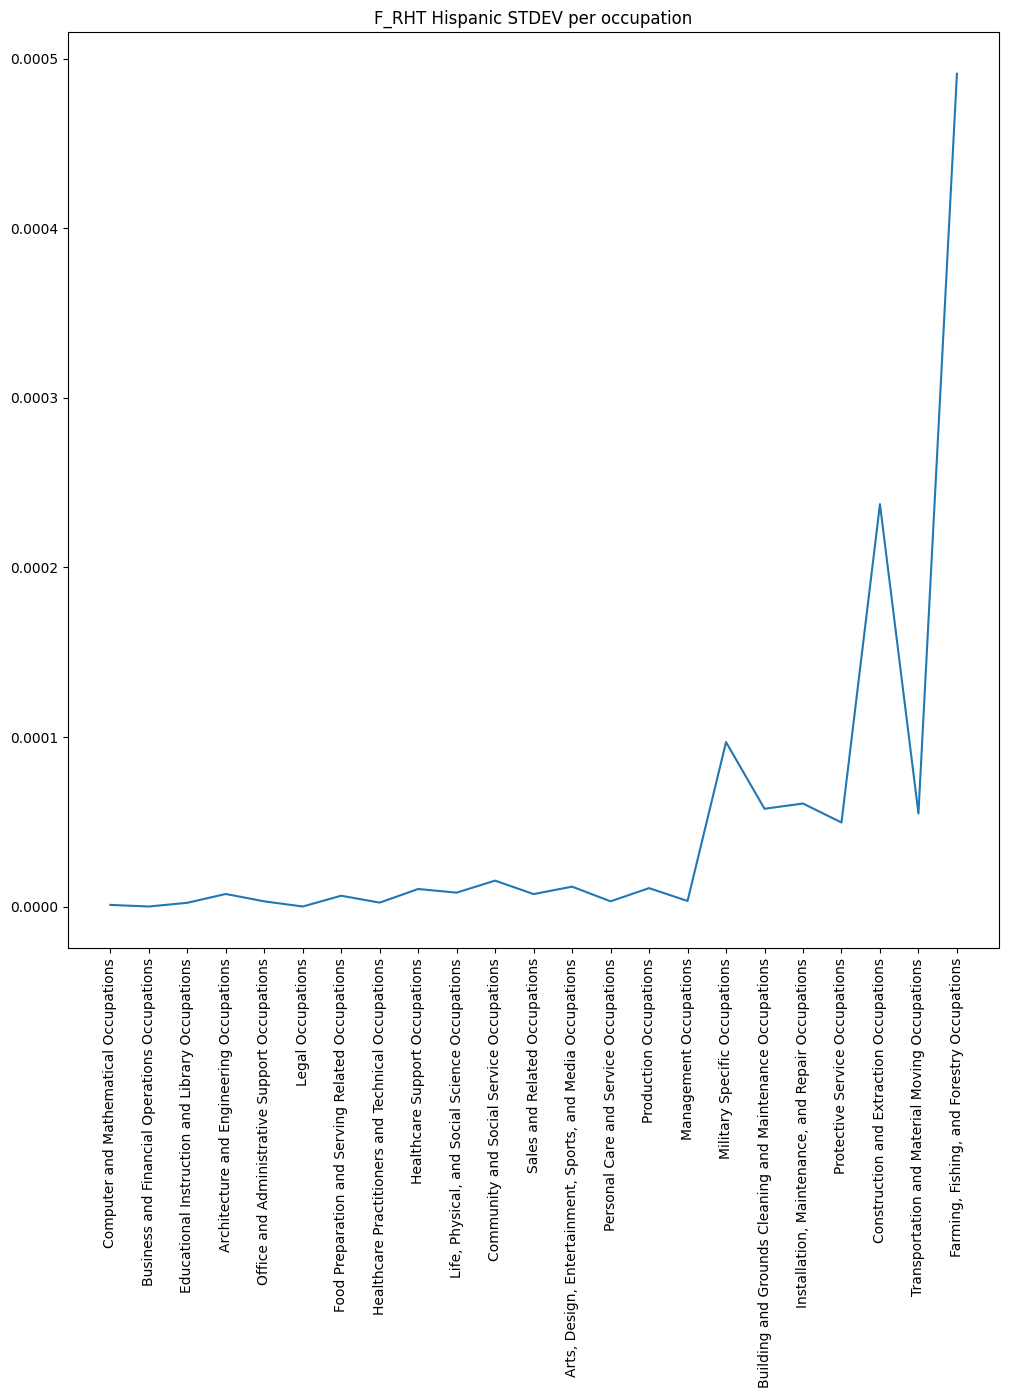 F_RHT Hispanic STDEV per occupation
0.0005
0.0004
0.0003
0.0002
0.0001
0.0000
Computer and Mathematical Occupations
Business and Financial Operations Occupations
Educational Instruction and Library Occupations
Architecture and Engineering Occupations
Office and Administrative Support Occupations
Legal Occupations
Food Preparation and Serving Related Occupations
Healthcare Practitioners and Technical Occupations
Healthcare Support Occupations
Life, Physical, and Social Science Occupations
Community and Social Service Occupations
Sales and Related Occupations
Arts, Design, Entertainment, Sports, and Media Occupations
Personal Care and Service Occupations
Production Occupations
Management Occupations
Military Specific Occupations
Building and Grounds Cleaning and Maintenance Occupations
Installation, Maintenance, and Repair Occupations
Protective Service Occupations
Construction and Extraction Occupations
Transportation and Material Moving Occupations
Farming, Fishing, and Forestry Occupations